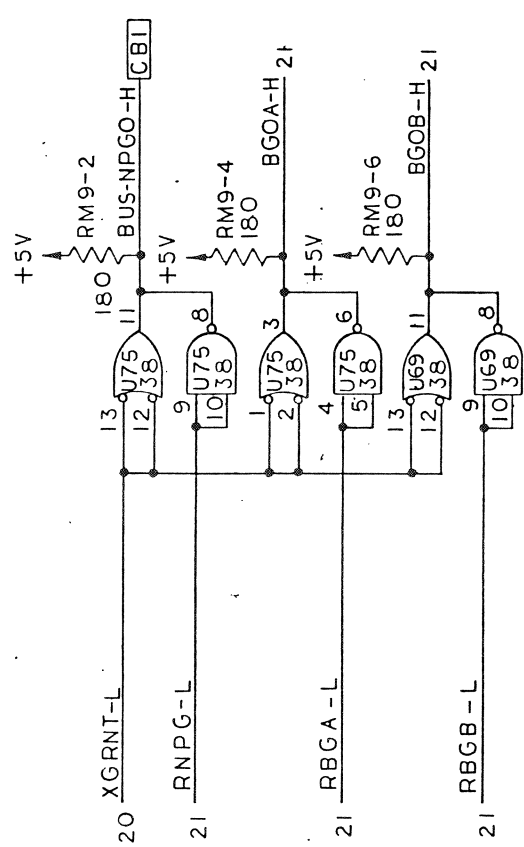 +5V
RM9-2
180
BUS-NPGO-H
CB1
20
XGRNT-L
13
12
U75
38
11
21
RNPG-L
9
10
U75
38
8
+5V
RM9-4
180
BGOA-H
21
1
2
U75
38
3
21
RBGA-L
4
5
U75
38
6
+5V
RM9-6
180
BGOB-H
21
13
12
U69
38
11
21
RBGB-L
9
10
U69
38
8